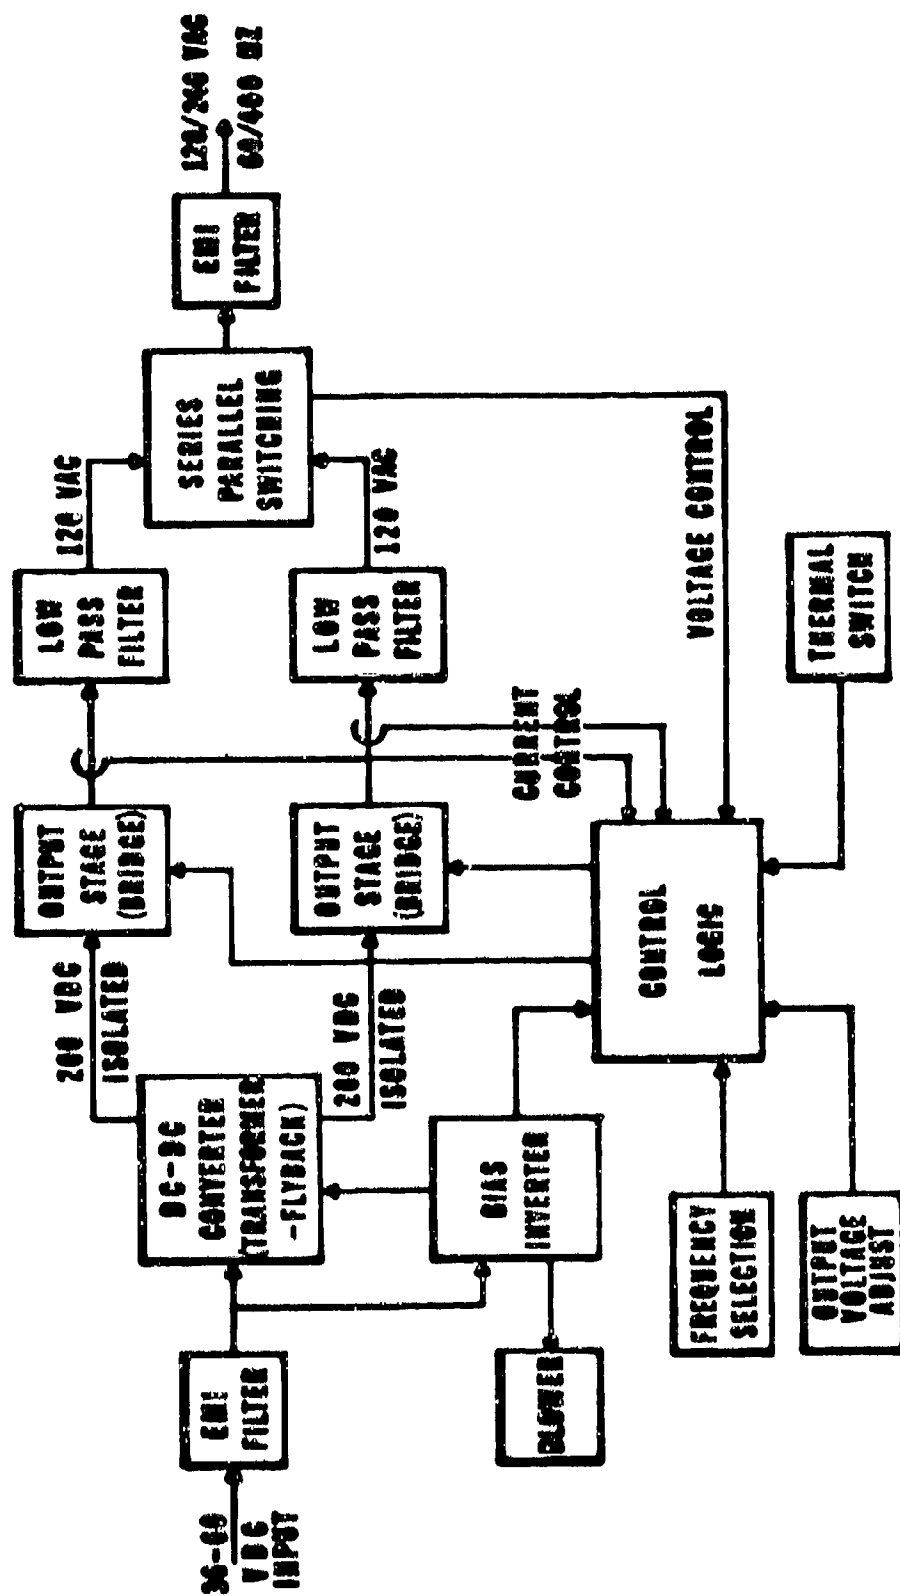 VDC
INPUT
EMI
FILTER
DC-DC
CONVERTER
(TRANSFORMER
-FLYBACK)
200 VDC
ISOLATED
OUTPUT
STAGE
(BRIDGE)
LOW
PASS
FILTER
120 VAC
200 VDC
ISOLATED
OUTPUT
STAGE
(BRIDGE)
LOW
PASS
FILTER
120 VAC
SERIES
PARALLEL
SWITCHING
EMI
FILTER
120/240 VAC
60/400 HZ
BIAS
INVERTER
BLOWER
CURRENT
CONTROL
VOLTAGE CONTROL
CONTROL
LOGIC
THERMAL
SWITCH
FREQUENCY
SELECTION
OUTPUT
VOLTAGE
ADJUST